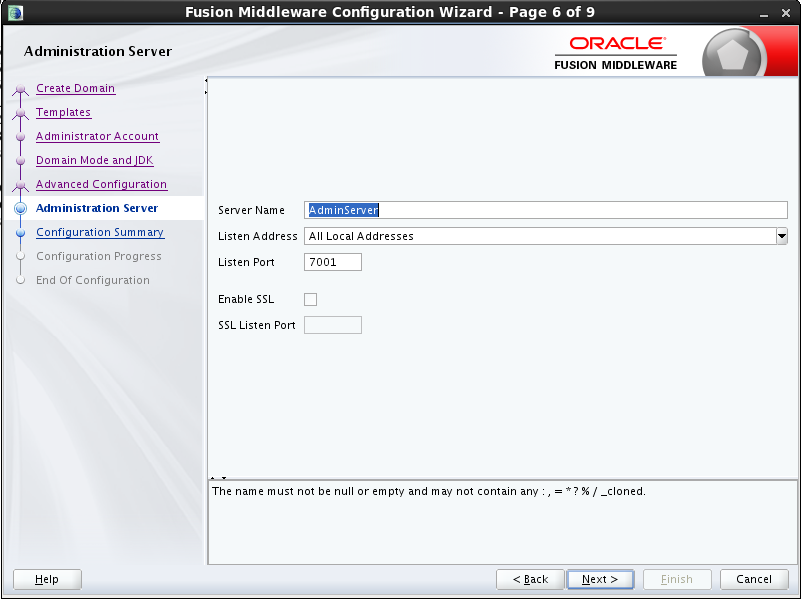 Fusion Middleware Configuration Wizard - Page 6 of 9
Administration Server
ORACLE
FUSION MIDDLEWARE
Create Domain
Templates
Administrator Account
Domain Mode and JDK
Advanced Configuration
Administration Server
Configuration Summary
Configuration Progress
End Of Configuration
Server Name AdminServer
Listen Address All Local Addresses
Listen Port 7001
Enable SSL
SSL Listen Port
The name must not be null or empty and may not contain any : , = * ? % / _cloned.
Help < Back Next > Finish Cancel